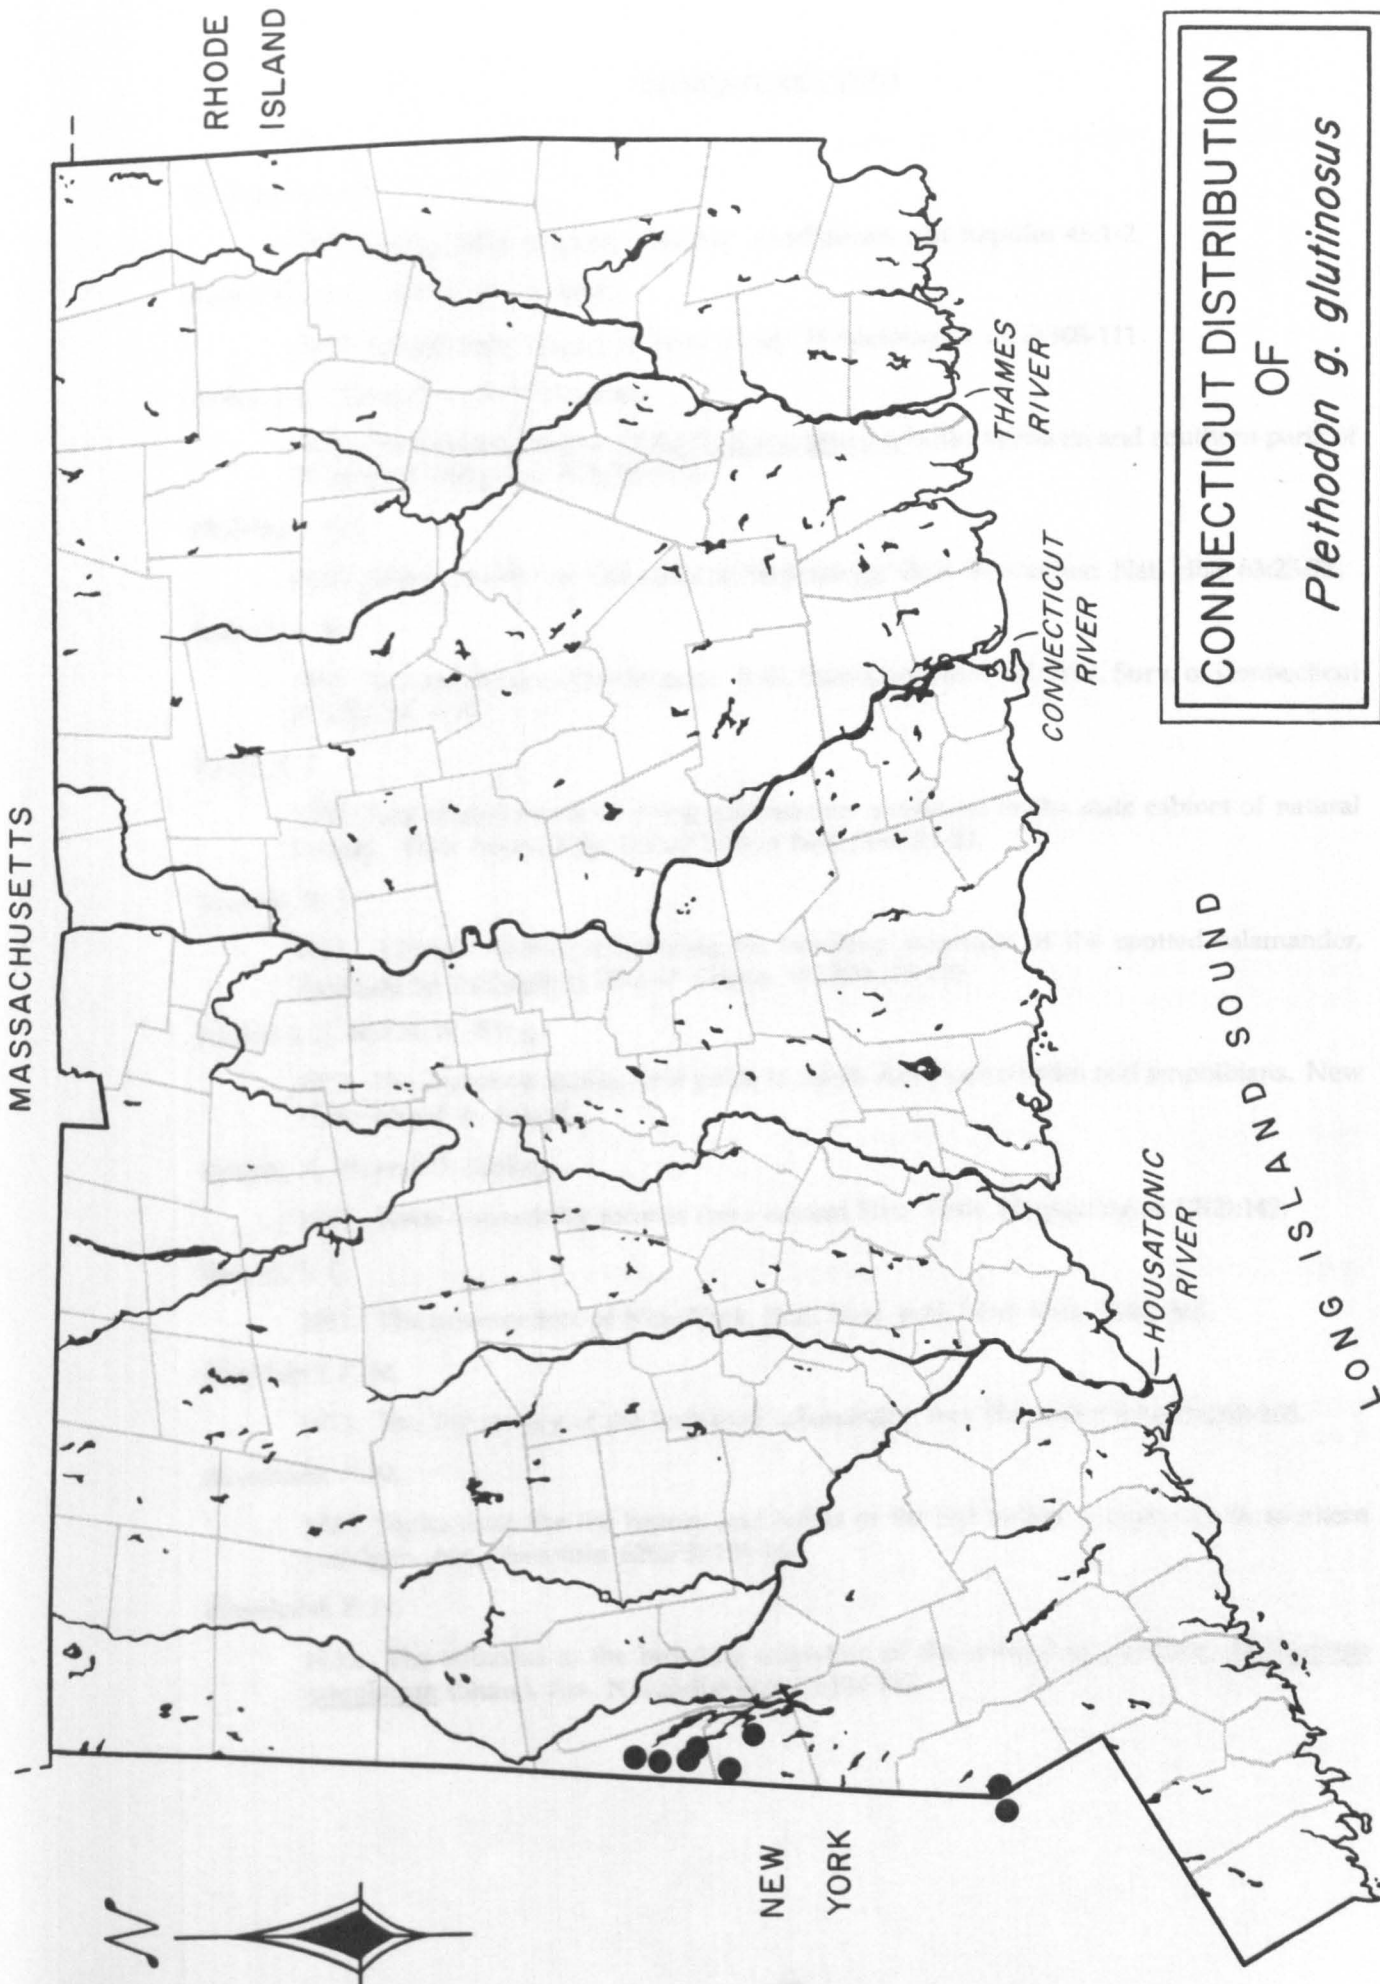 MASSACHUSETTS
RHODE
ISLAND
N
NEW
YORK
THAMES
RIVER
CONNECTICUT
RIVER
HOUSATONIC
RIVER
LONG ISLAND SOUND
CONNECTICUT DISTRIBUTION
OF
Plethodon g. glutinosus